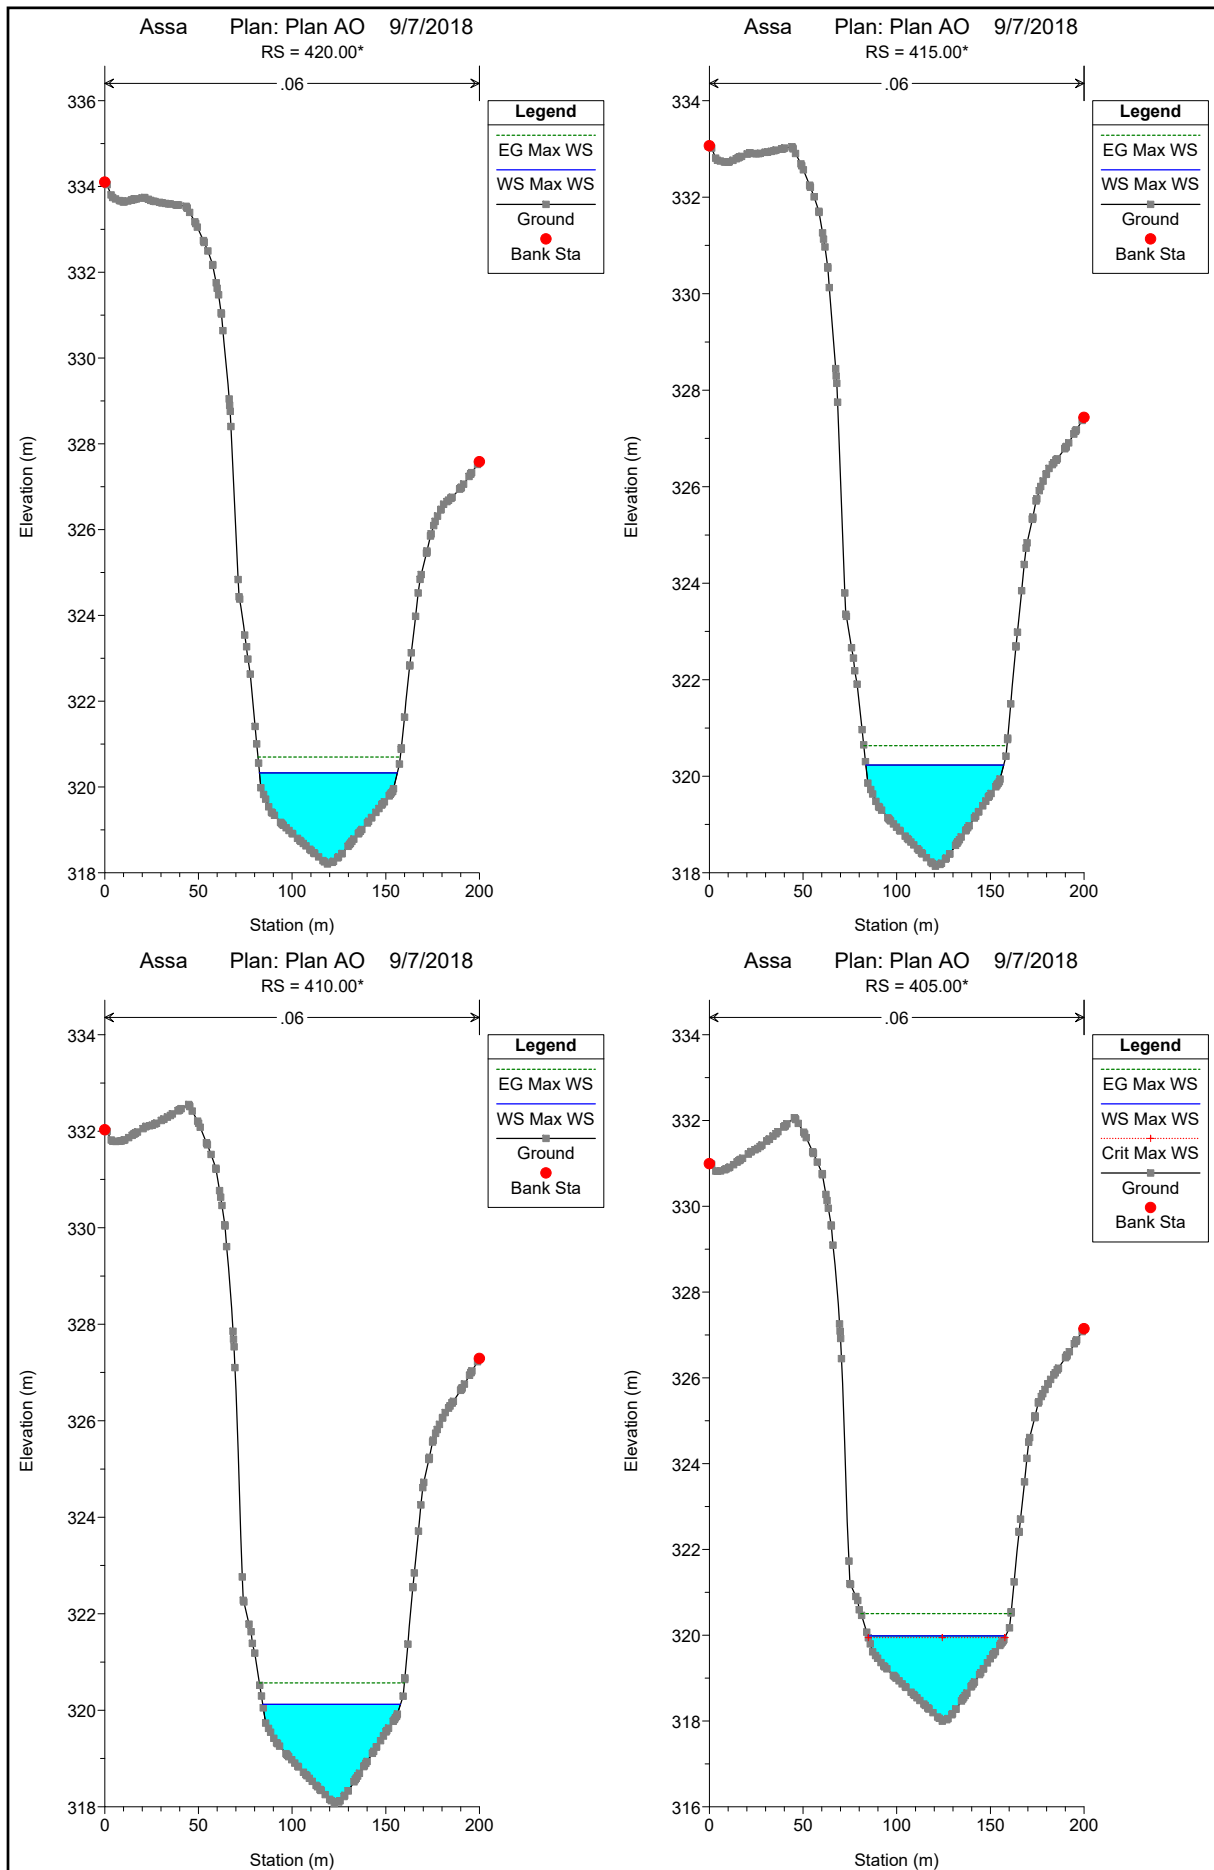 Assa Plan: Plan AO 9/7/2018
RS = 420.00*
.06
Legend
EG Max WS
WS Max WS
Ground
Bank Sta
336
334
332
330
328
326
324
322
320
318
Elevation (m)
0 50 100 150 200
Station (m)
Assa Plan: Plan AO 9/7/2018
RS = 415.00*
.06
Legend
EG Max WS
WS Max WS
Ground
Bank Sta
334
332
330
328
326
324
322
320
318
Elevation (m)
0 50 100 150 200
Station (m)
Assa Plan: Plan AO 9/7/2018
RS = 410.00*
.06
Legend
EG Max WS
WS Max WS
Ground
Bank Sta
334
332
330
328
326
324
322
320
318
Elevation (m)
0 50 100 150 200
Station (m)
Assa Plan: Plan AO 9/7/2018
RS = 405.00*
.06
Legend
EG Max WS
WS Max WS
Crit Max WS
Ground
Bank Sta
334
332
330
328
326
324
322
320
318
316
Elevation (m)
0 50 100 150 200
Station (m)